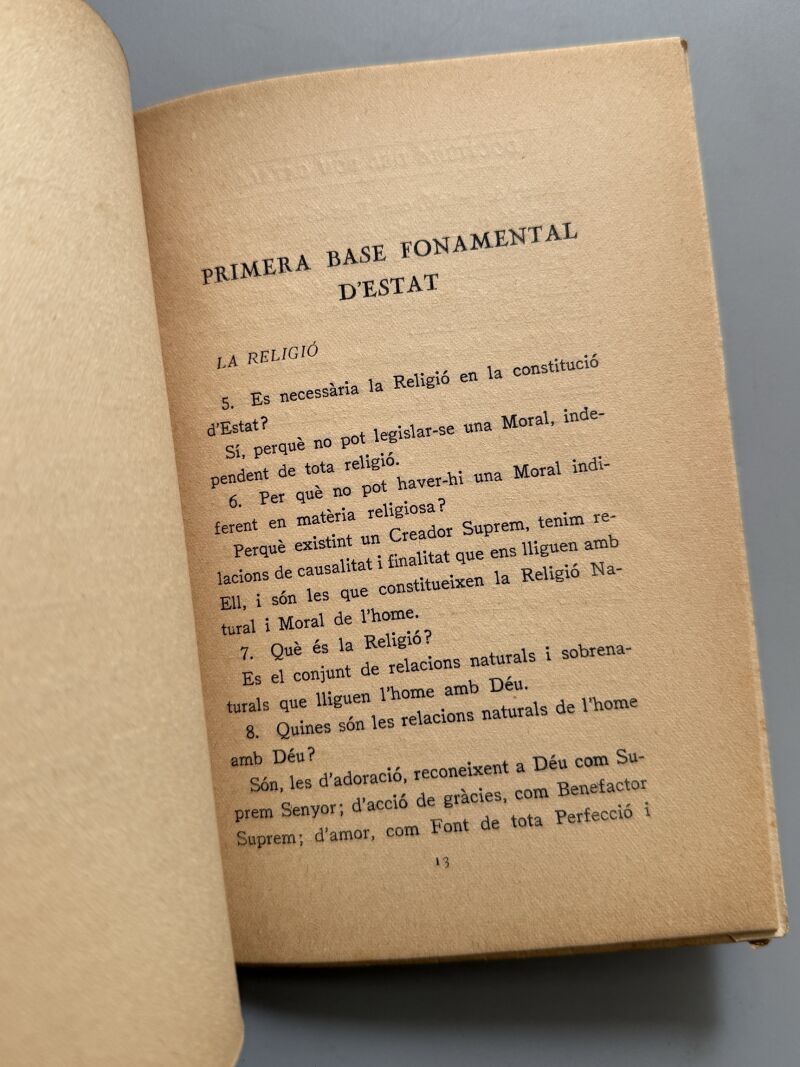 PRIMERA BASE FONAMENTAL
D'ESTAT
LA RELIGIÓ
5. Es necessària la Religió en la constitució
d'Estat?
Sí, perquè no pot legislar-se una Moral, inde-
pendent de tota religió.
6. Per què no pot haver-hi una Moral indi-
ferent en matèria religiosa?
Perquè existint un Creador Suprem, tenim re-
lacions de causalitat i finalitat que ens lliguen amb
Ell, i són les que constitueixen la Religió Na-
tural i Moral de l'home.
7. Què és la Religió?
Es el conjunt de relacions naturals i sobrena-
turals que lliguen l'home amb Déu.
8. Quines són les relacions naturals de l'home
amb Déu?
Són, les d'adoració, reconeixent a Déu com Su-
prem Senyor; d'acció de gràcies, com Benefactor
Suprem; d'amor, com Font de tota Perfecció i
13